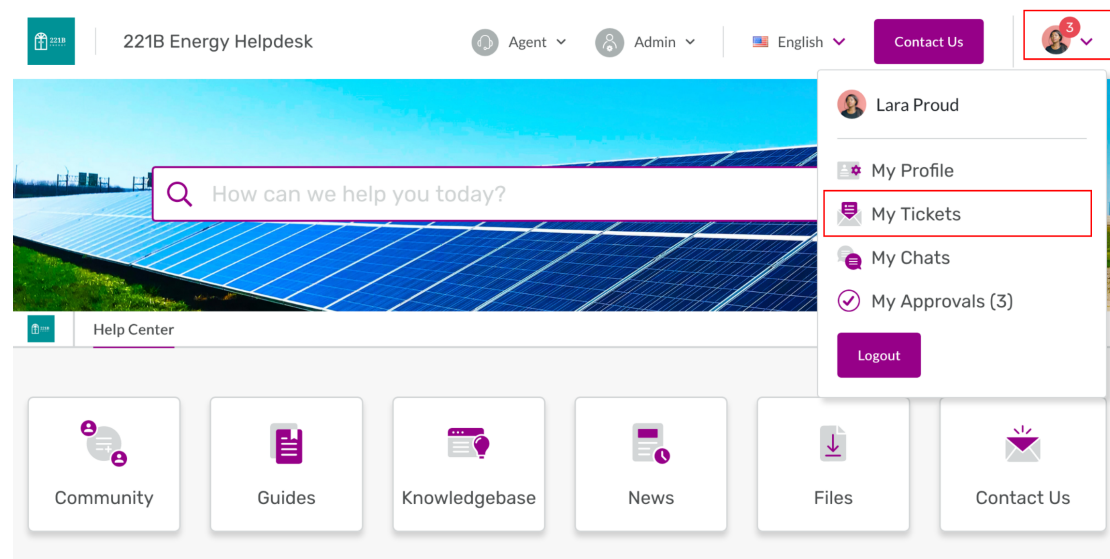 221B
221B Energy Helpdesk
Agent
Admin
English
Contact Us
3
Lara Proud
My Profile
How can we help you today?
My Tickets
My Chats
My Approvals (3)
Logout
Help Center
Community
Guides
Knowledgebase
News
Files
Contact Us